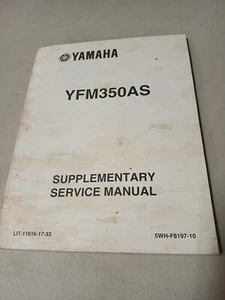 YAMAHA
YFM350AS
SUPPLEMENTARY
SERVICE MANUAL
LIT-11616-17-33
5WH-F8197-10